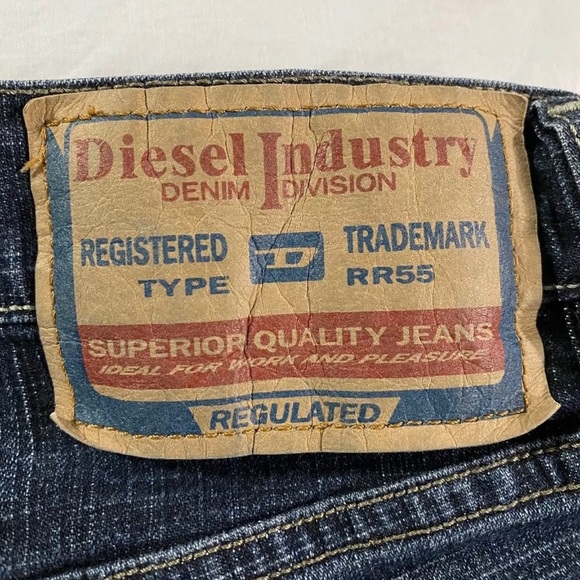 Diesel Industry
DENIM DIVISION
REGISTERED D TRADEMARK
TYPE RR55
SUPERIOR QUALITY JEANS
IDEAL FOR WORK AND PLEASURE
REGULATED